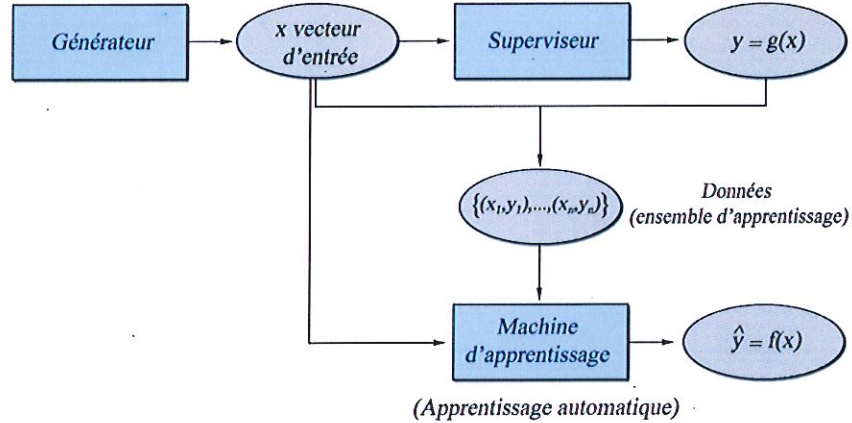 Générateur
x vecteur
d'entrée
Superviseur
y = g(x)
{(x₁,y₁),...,(xₙ,yₙ)}
Données
(ensemble d'apprentissage)
Machine
d'apprentissage
ŷ = f(x)
(Apprentissage automatique)